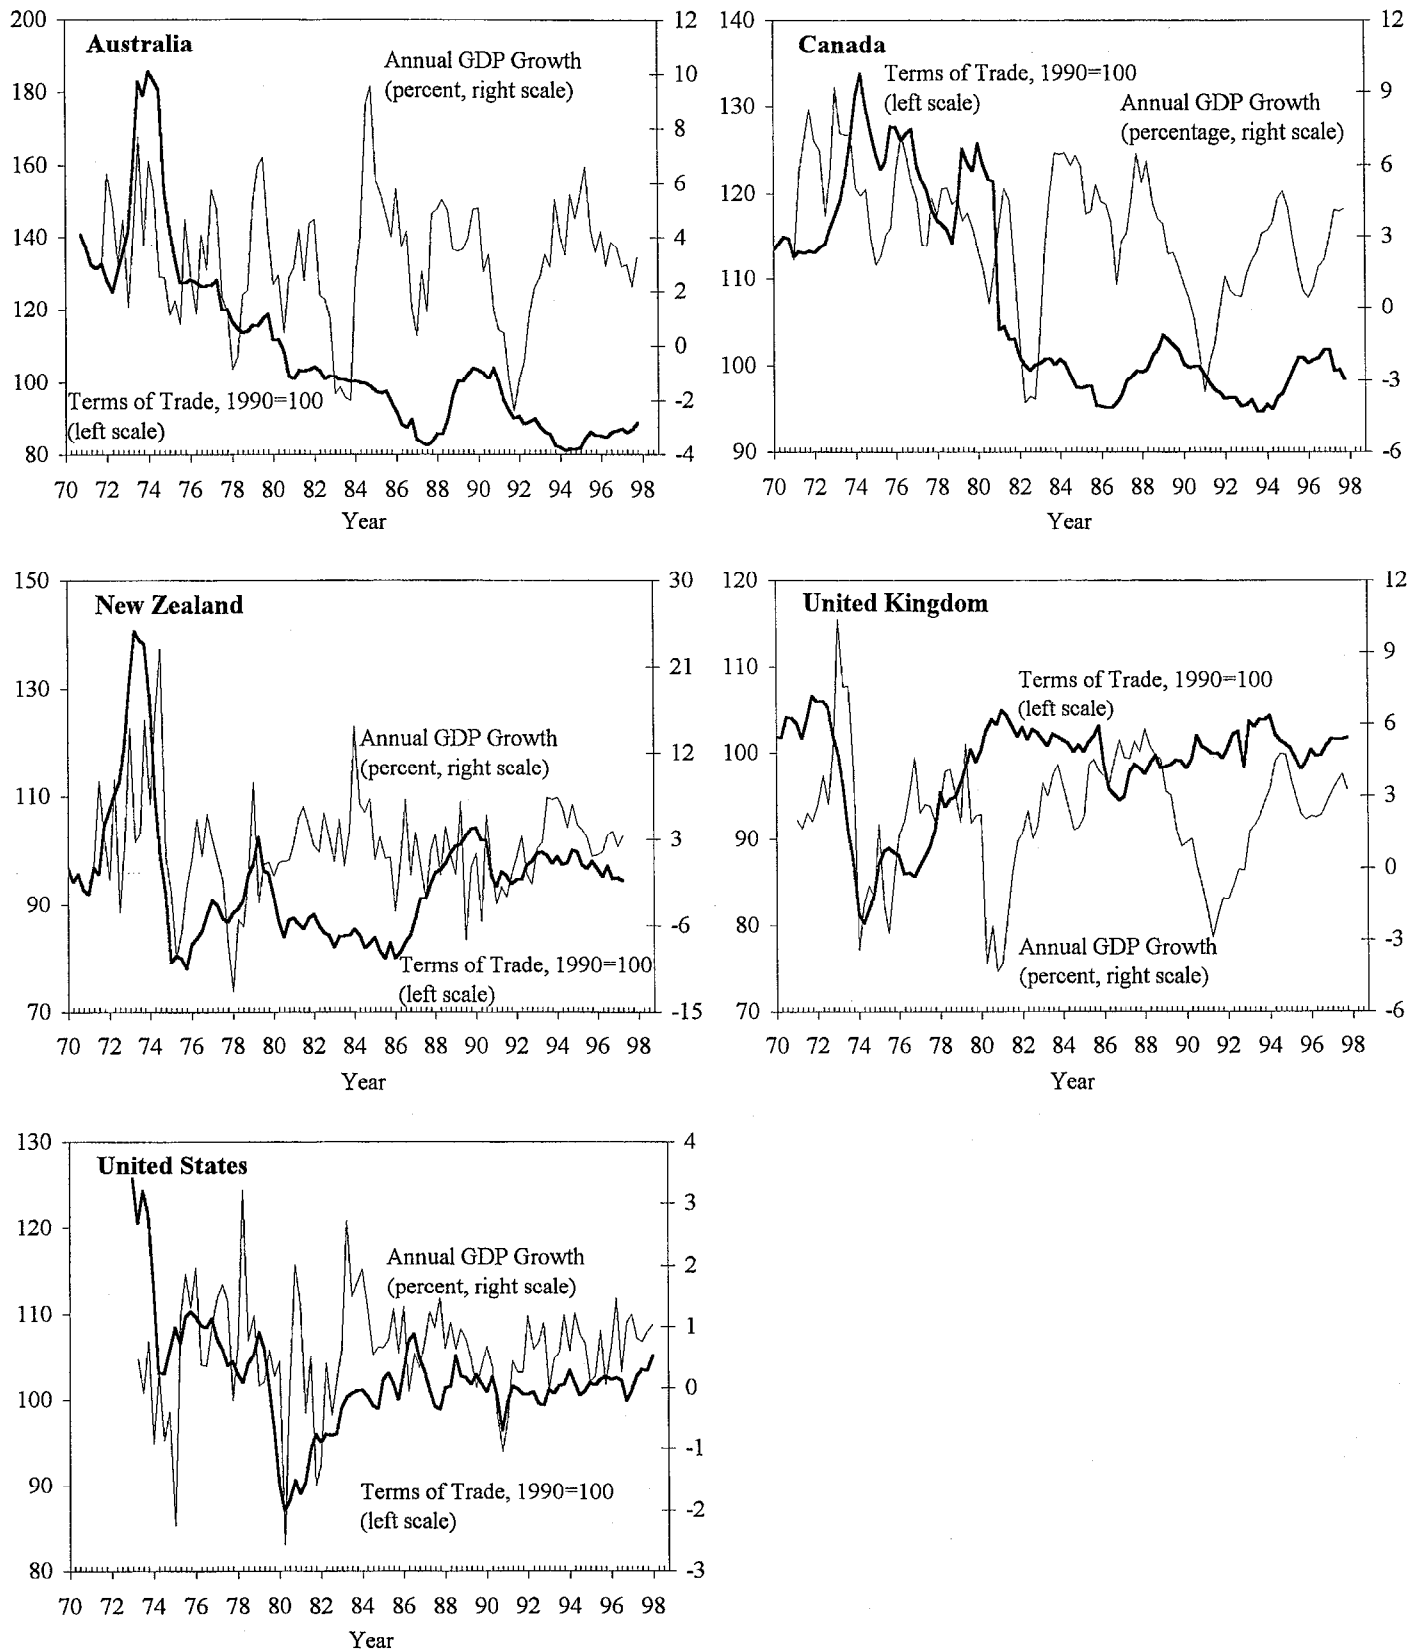 Australia
Annual GDP Growth
(percent, right scale)
Terms of Trade, 1990=100
(left scale)
200
180
160
140
120
100
80
12
10
8
6
4
2
0
-2
-4
70 72 74 76 78 80 82 84 86 88 90 92 94 96 98
Year
Canada
Terms of Trade, 1990=100
(left scale)
Annual GDP Growth
(percentage, right scale)
140
130
120
110
100
90
12
9
6
3
0
-3
-6
70 72 74 76 78 80 82 84 86 88 90 92 94 96 98
Year
New Zealand
Annual GDP Growth
(percent, right scale)
Terms of Trade, 1990=100
(left scale)
150
130
110
90
70
30
21
12
3
-6
-15
70 72 74 76 78 80 82 84 86 88 90 92 94 96 98
Year
United Kingdom
Terms of Trade, 1990=100
(left scale)
Annual GDP Growth
(percent, right scale)
120
110
100
90
80
70
12
9
6
3
0
-3
-6
70 72 74 76 78 80 82 84 86 88 90 92 94 96 98
Year
United States
Annual GDP Growth
(percent, right scale)
Terms of Trade, 1990=100
(left scale)
130
120
110
100
90
80
4
3
2
1
0
-1
-2
-3
70 72 74 76 78 80 82 84 86 88 90 92 94 96 98
Year